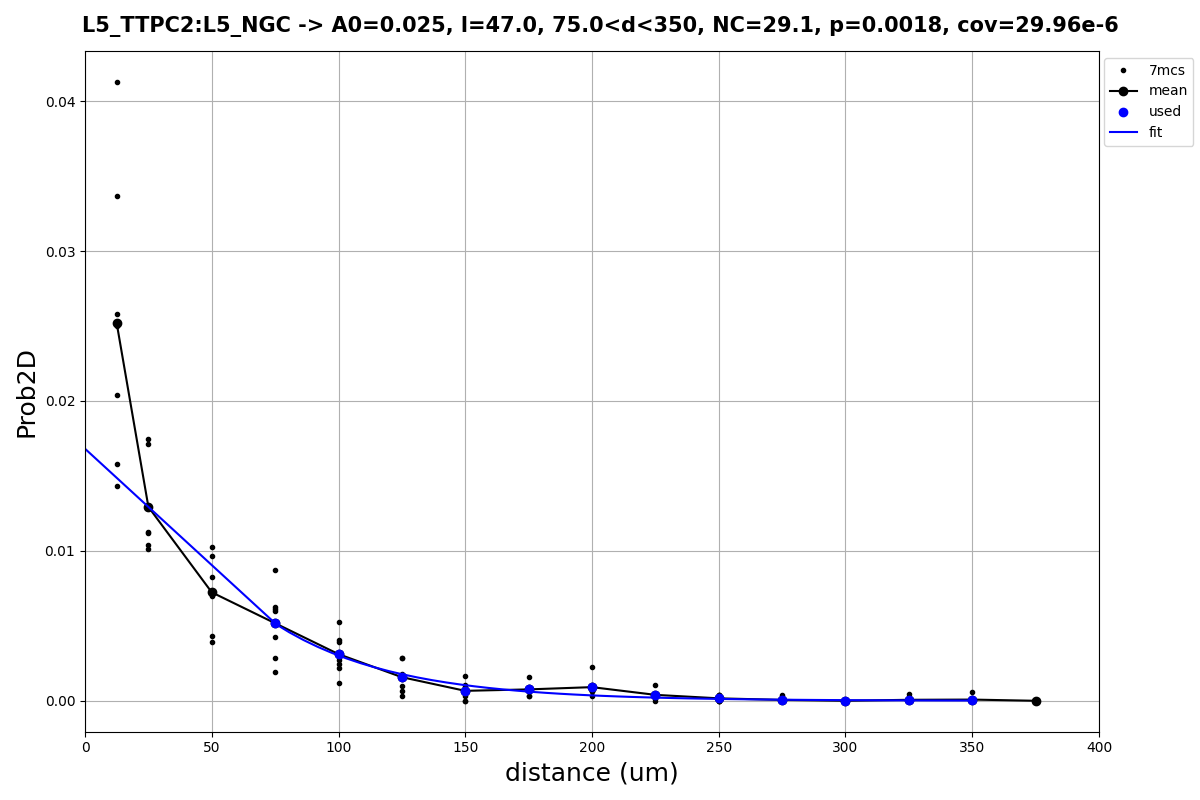 L5_TTPC2:L5_NGC -> A0=0.025, l=47.0, 75.0<d<350, NC=29.1, p=0.0018, cov=29.96e-6
7mcs
mean
used
fit
0.04
0.03
0.02
0.01
0.00
Prob2D
0 50 100 150 200 250 300 350 400
distance (um)